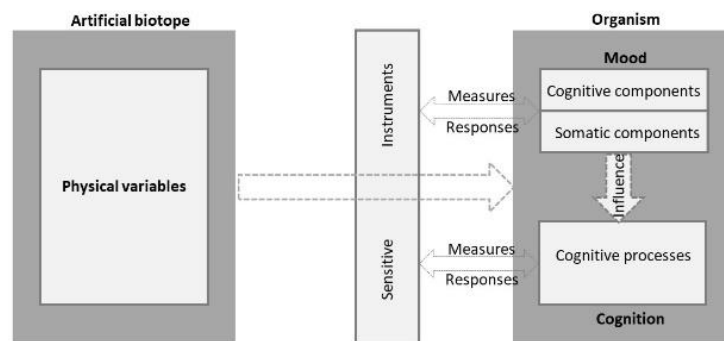 Artificial biotope
Physical variables
Instruments
Sensitive
Organism
Mood
Cognitive components
Somatic components
Measures
Responses
Influence
Measures
Responses
Cognitive processes
Cognition